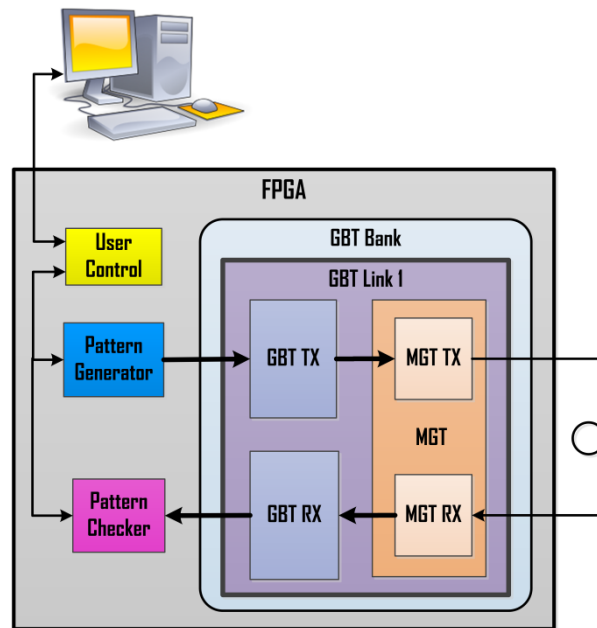 FPGA
User
Control
GBT Bank
GBT Link 1
Pattern
Generator
GBT TX
MGT TX
MGT
Pattern
Checker
GBT RX
MGT RX